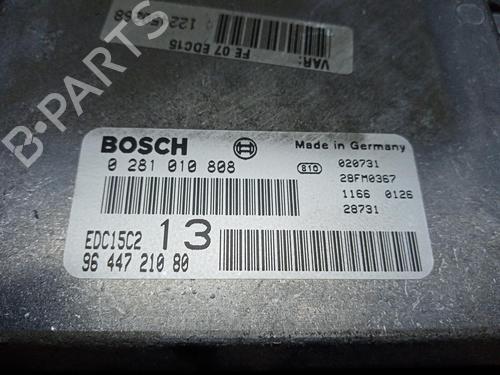 VAR:
FE 07 EDC15
B-PARTS
BOSCH
Made in Germany
0 281 010 808
810
020731
28FM0367
1166 0126
28731
EDC15C2 13
96 447 210 80